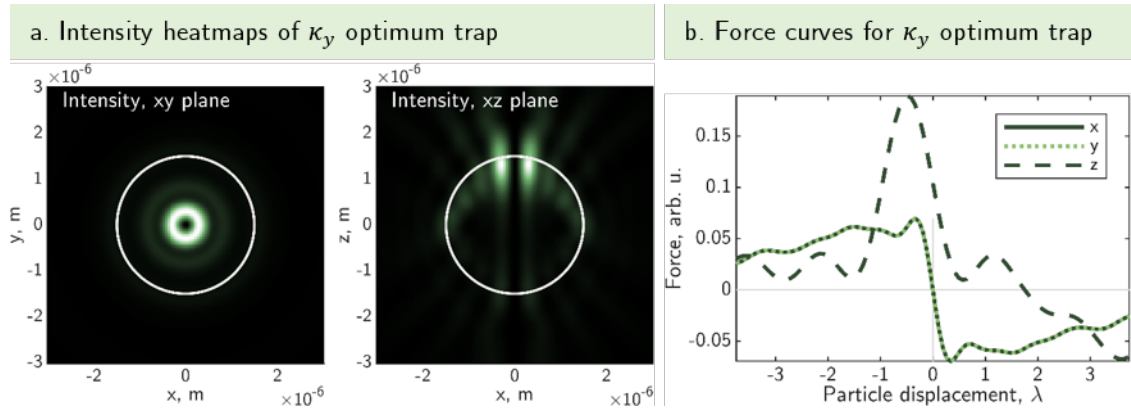 a. Intensity heatmaps of κ_y optimum trap
b. Force curves for κ_y optimum trap
×10⁻⁶
Intensity, xy plane
3
2
1
0
-1
-2
-3
y, m
-2
0
2
x, m
×10⁻⁶
×10⁻⁶
Intensity, xz plane
3
2
1
0
-1
-2
-3
z, m
-2
0
2
x, m
×10⁻⁶
0.15
0.1
0.05
0
-0.05
Force, arb. u.
x
y
z
-3
-2
-1
0
1
2
3
Particle displacement, λ